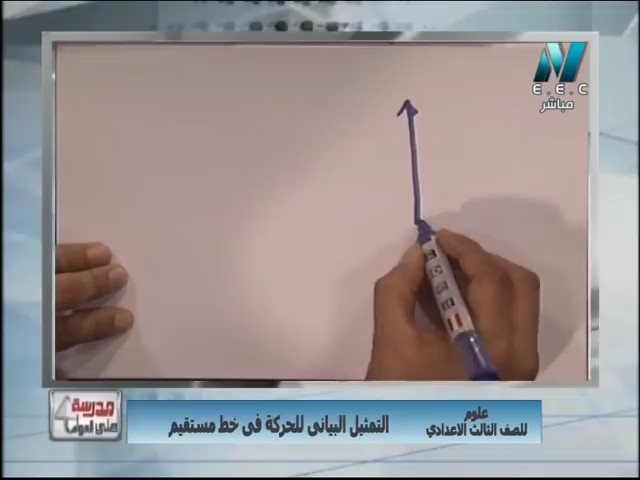 E.E.C
مباشر
مدرسة
على الهواء
علوم
للصف الثالث الاعدادي
التمثيل البيانى للحركة فى خط مستقيم